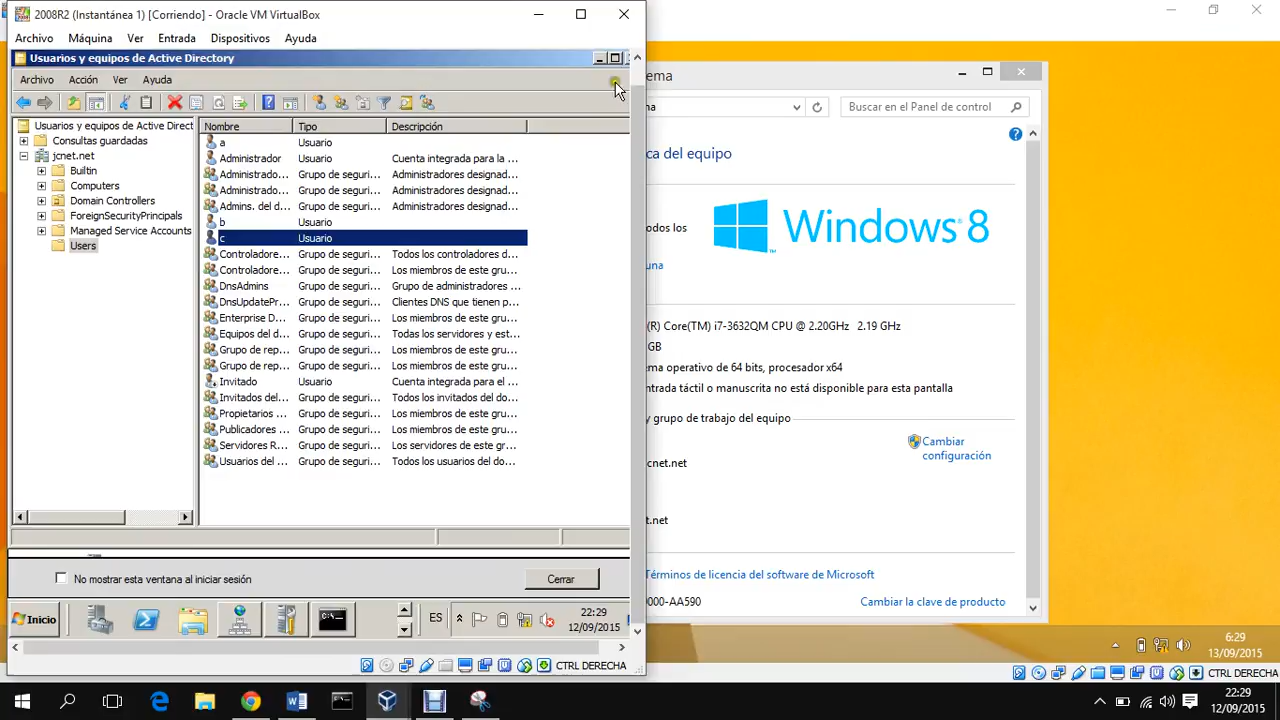 2008R2 (Instantánea 1) [Corriendo] - Oracle VM VirtualBox
Archivo Máquina Ver Entrada Dispositivos Ayuda
Usuarios y equipos de Active Directory
Archivo Acción Ver Ayuda
Usuarios y equipos de Active Direct
Consultas guardadas
jcnet.net
Builtin
Computers
Domain Controllers
ForeignSecurityPrincipals
Managed Service Accounts
Users
Nombre Tipo Descripción
a Usuario
Administrador Usuario Cuenta integrada para la ...
Administrado... Grupo de seguri... Administradores designad...
Administrado... Grupo de seguri... Administradores designad...
Admins. del d... Grupo de seguri... Administradores designad...
b Usuario
c Usuario
Controladore... Grupo de seguri... Todos los controladores d...
Controladore... Grupo de seguri... Los miembros de este gru...
DnsAdmins Grupo de seguri... Grupo de administradores ...
DnsUpdatePr... Grupo de seguri... Clientes DNS que tienen p...
Enterprise D... Grupo de seguri... Los miembros de este gru...
Equipos del d... Grupo de seguri... Todas los servidores y est...
Grupo de rep... Grupo de seguri... Los miembros de este gru...
Grupo de rep... Grupo de seguri... Los miembros de este gru...
Invitado Usuario Cuenta integrada para el ...
Invitados del... Grupo de seguri... Todos los invitados del do...
Propietarios ... Grupo de seguri... Los miembros de este gru...
Publicadores ... Grupo de seguri... Los miembros de este gru...
Servidores R... Grupo de seguri... Los servidores de este gr...
Usuarios del ... Grupo de seguri... Todos los usuarios del do...
No mostrar esta ventana al iniciar sesión
Cerrar
Inicio
ES
22:29
12/09/2015
CTRL DERECHA
ema
na
Buscar en el Panel de control
ca del equipo
dos los
Windows 8
una
(R) Core(TM) i7-3632QM CPU @ 2.20GHz 2.19 GHz
GB
ema operativo de 64 bits, procesador x64
ntrada táctil o manuscrita no está disponible para esta pantalla
y grupo de trabajo del equipo
Cambiar
configuración
net.net
et.net
Términos de licencia del software de Microsoft
0000-AA590
Cambiar la clave de producto
6:29
13/09/2015
CTRL DERECHA
22:29
12/09/2015